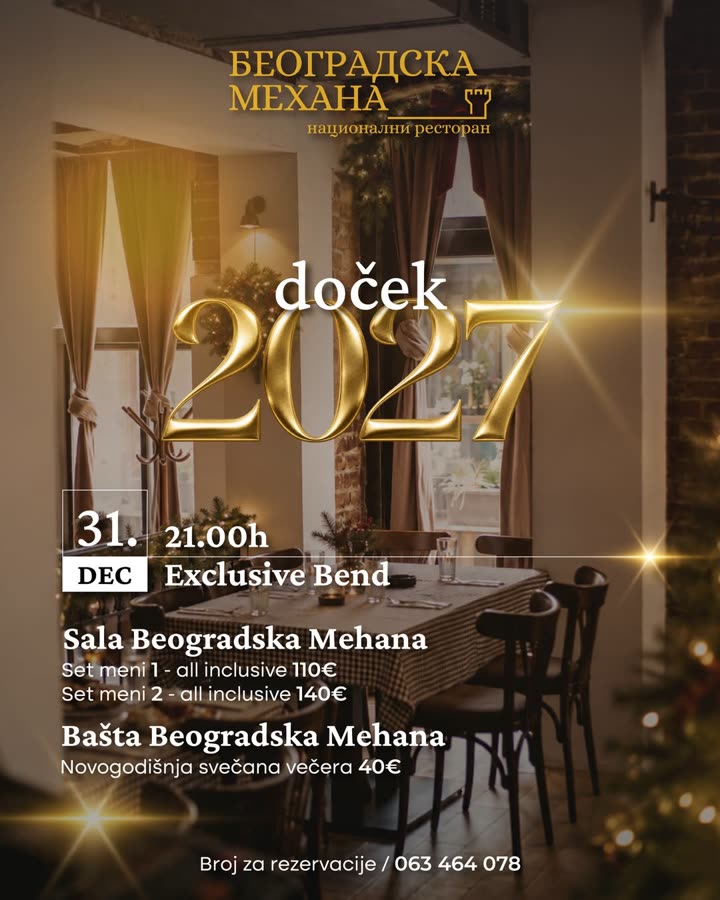 БЕОГРАДСКА
МЕХАНА
национални ресторан
doček
2027
31.
DEC
21.00h
Exclusive Bend
Sala Beogradska Mehana
Set meni 1 - all inclusive 110€
Set meni 2 - all inclusive 140€
Bašta Beogradska Mehana
Novogodišnja svečana večera 40€
Broj za rezervacije / 063 464 078